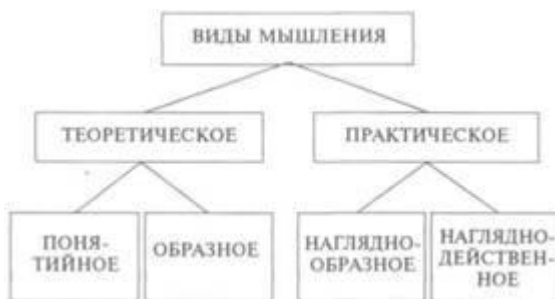 ВИДЫ МЫШЛЕНИЯ
ТЕОРЕТИЧЕСКОЕ
ПРАКТИЧЕСКОЕ
ПОНЯ-
ТИЙНОЕ
ОБРАЗНОЕ
НАГЛЯДНО-
ОБРАЗНОЕ
НАГЛЯДНО-
ДЕЙСТВЕН-
НОЕ